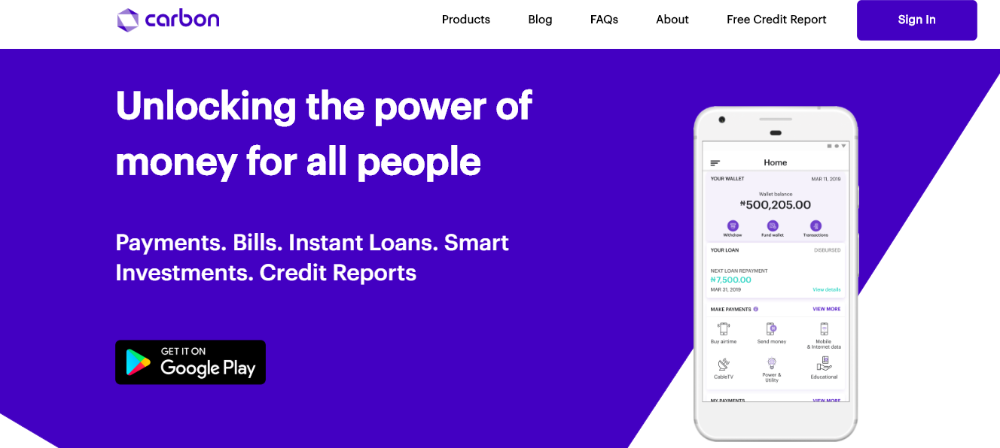 carbon
Products Blog FAQs About Free Credit Report Sign In
Unlocking the power of
money for all people
Payments. Bills. Instant Loans. Smart
Investments. Credit Reports
GET IT ON
Google Play
Home
YOUR WALLET MAR 11, 2019
Wallet balance
₦500,205.00
Withdraw Fund wallet Transactions
YOUR LOAN DISBURSED
NEXT LOAN REPAYMENT
₦7,500.00
MAR 31, 2019 View details
MAKE PAYMENTS VIEW MORE
Buy airtime Send money Mobile
& Internet data
CableTV Power &
Utility Educational
MY PAYMENTS VIEW MORE